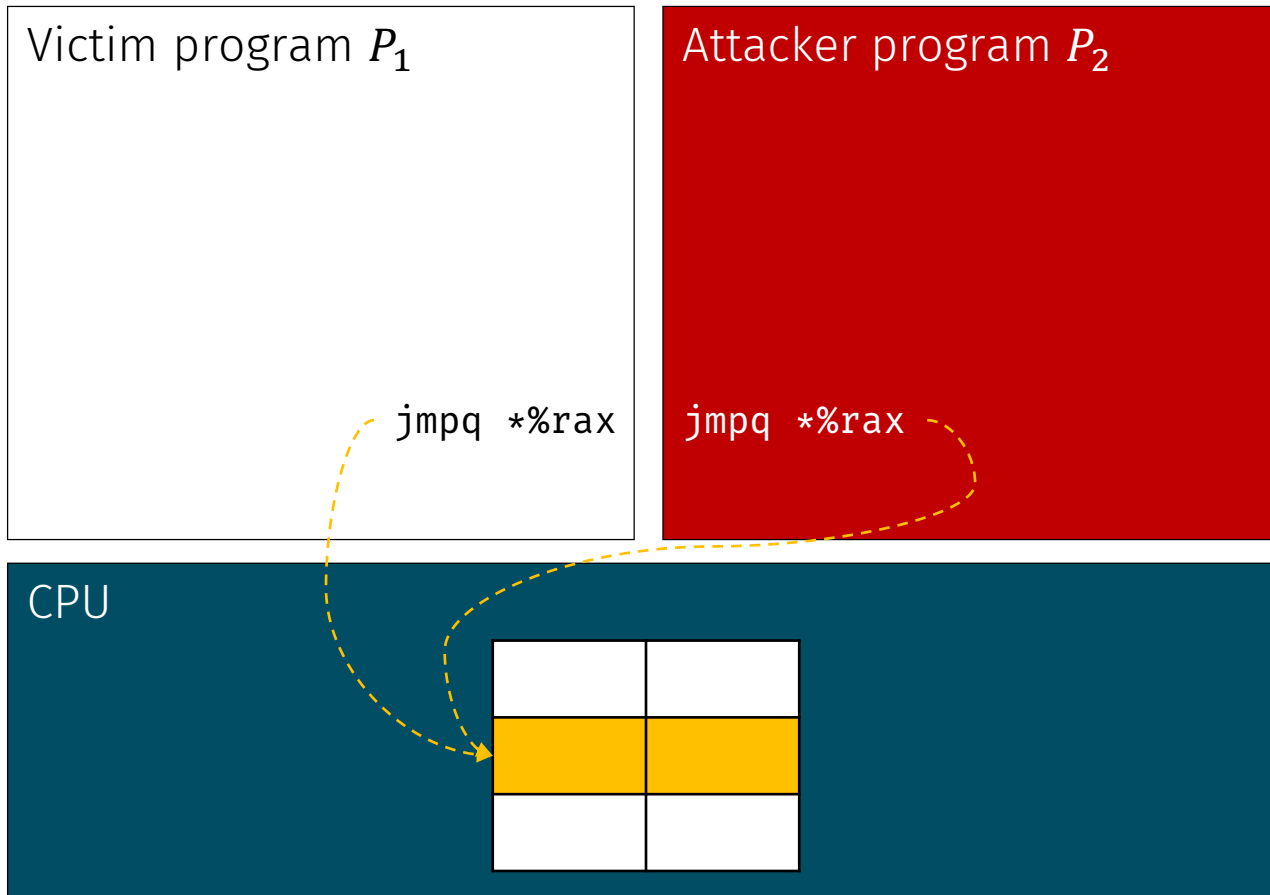 Victim program P₁
Attacker program P₂
jmpq *%rax
jmpq *%rax
CPU